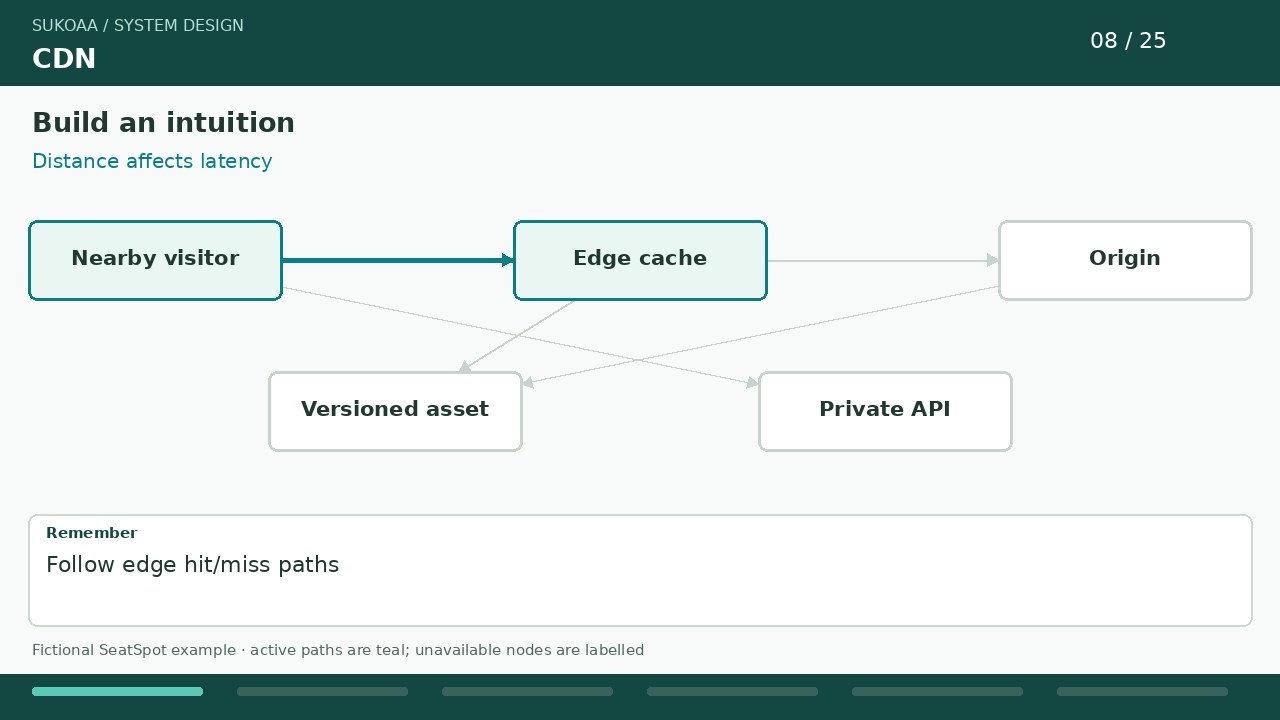 SUKOAA / SYSTEM DESIGN
CDN
08 / 25
Build an intuition
Distance affects latency
Nearby visitor
Edge cache
Origin
Versioned asset
Private API
Remember
Follow edge hit/miss paths
Fictional SeatSpot example · active paths are teal; unavailable nodes are labelled